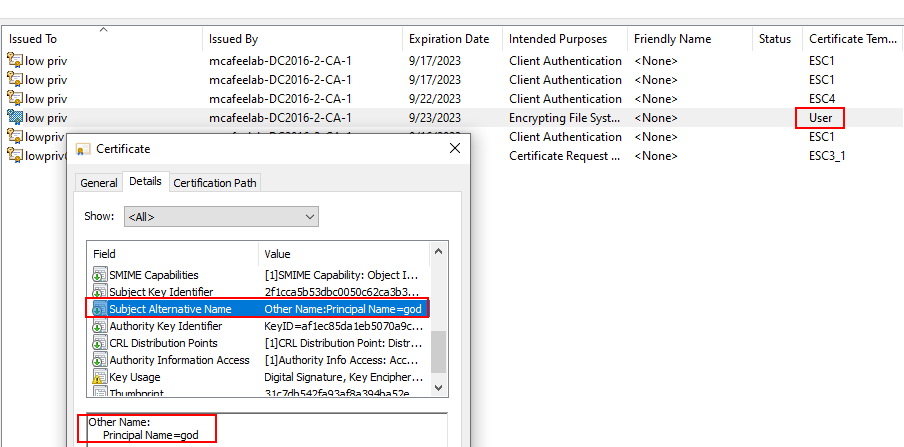 Issued To Issued By Expiration Date Intended Purposes Friendly Name Status Certificate Tem...
low priv mcafeelab-DC2016-2-CA-1 9/17/2023 Client Authentication <None> ESC1
low priv mcafeelab-DC2016-2-CA-1 9/17/2023 Client Authentication <None> ESC1
low priv mcafeelab-DC2016-2-CA-1 9/22/2023 Client Authentication <None> ESC4
low priv mcafeelab-DC2016-2-CA-1 9/23/2023 Encrypting File Syst... <None> User
Client Authentication <None> ESC1
Certificate Request ... <None> ESC3_1
Certificate
General Details Certification Path
Show: <All>
Field Value
SMIME Capabilities [1]SMIME Capability: Object I...
Subject Key Identifier 2f1cca5b53dbc0050c62ca3b3...
Subject Alternative Name Other Name:Principal Name=god
Authority Key Identifier KeyID=af1ec85da1eb5070a9c...
CRL Distribution Points [1]CRL Distribution Point: Distr...
Authority Information Access [1]Authority Info Access: Acc...
Key Usage Digital Signature, Key Encipher...
Thumbprint 31c7db542fa93af8a394ba52e...
Other Name:
Principal Name=god